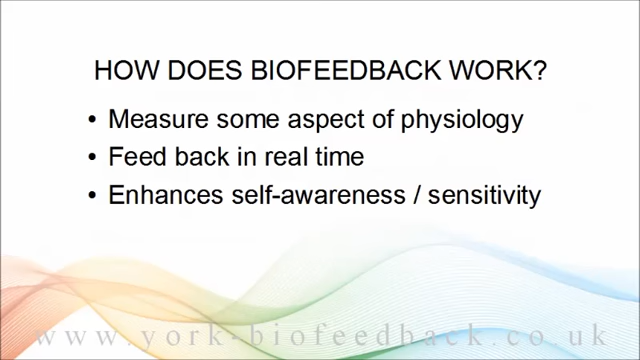 HOW DOES BIOFEEDBACK WORK?
• Measure some aspect of physiology
• Feed back in real time
• Enhances self-awareness / sensitivity
www.york-biofeedback.co.uk